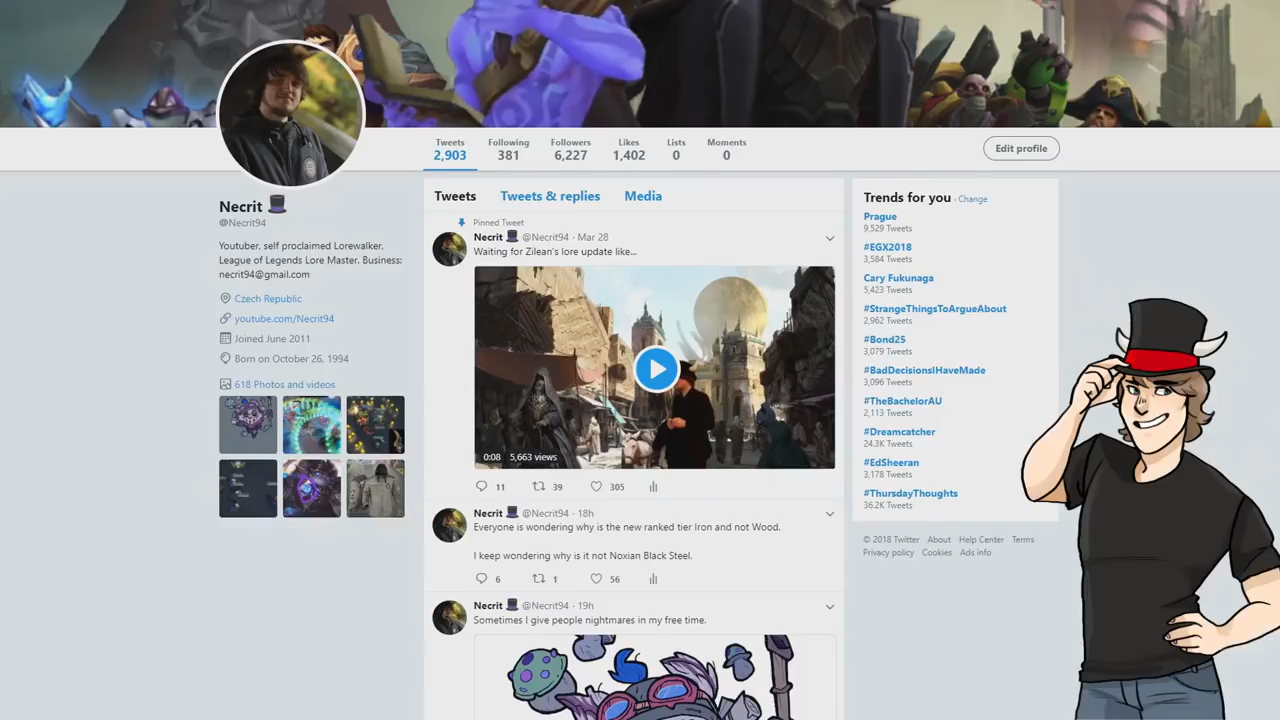 Tweets
2,903
Following
381
Followers
6,227
Likes
1,402
Lists
0
Moments
0
Edit profile
Necrit
@Necrit94
Youtuber, self proclaimed Lorewalker.
League of Legends Lore Master. Business:
necrit94@gmail.com
Czech Republic
youtube.com/Necrit94
Joined June 2011
Born on October 26, 1994
618 Photos and videos
Tweets
Tweets & replies
Media
Pinned Tweet
Necrit @Necrit94 · Mar 28
Waiting for Zilean's lore update like...
0:08 5,663 views
11 39 305
Necrit @Necrit94 · 18h
Everyone is wondering why is the new ranked tier Iron and not Wood.
I keep wondering why is it not Noxian Black Steel.
6 1 56
Necrit @Necrit94 · 19h
Sometimes I give people nightmares in my free time.
Trends for you · Change
Prague
9,529 Tweets
#EGX2018
3,584 Tweets
Cary Fukunaga
5,423 Tweets
#StrangeThingsToArgueAbout
2,962 Tweets
#Bond25
3,079 Tweets
#BadDecisionsIHaveMade
3,096 Tweets
#TheBachelorAU
2,113 Tweets
#Dreamcatcher
24.3K Tweets
#EdSheeran
3,178 Tweets
#ThursdayThoughts
36.2K Tweets
© 2018 Twitter About Help Center Terms
Privacy policy Cookies Ads info